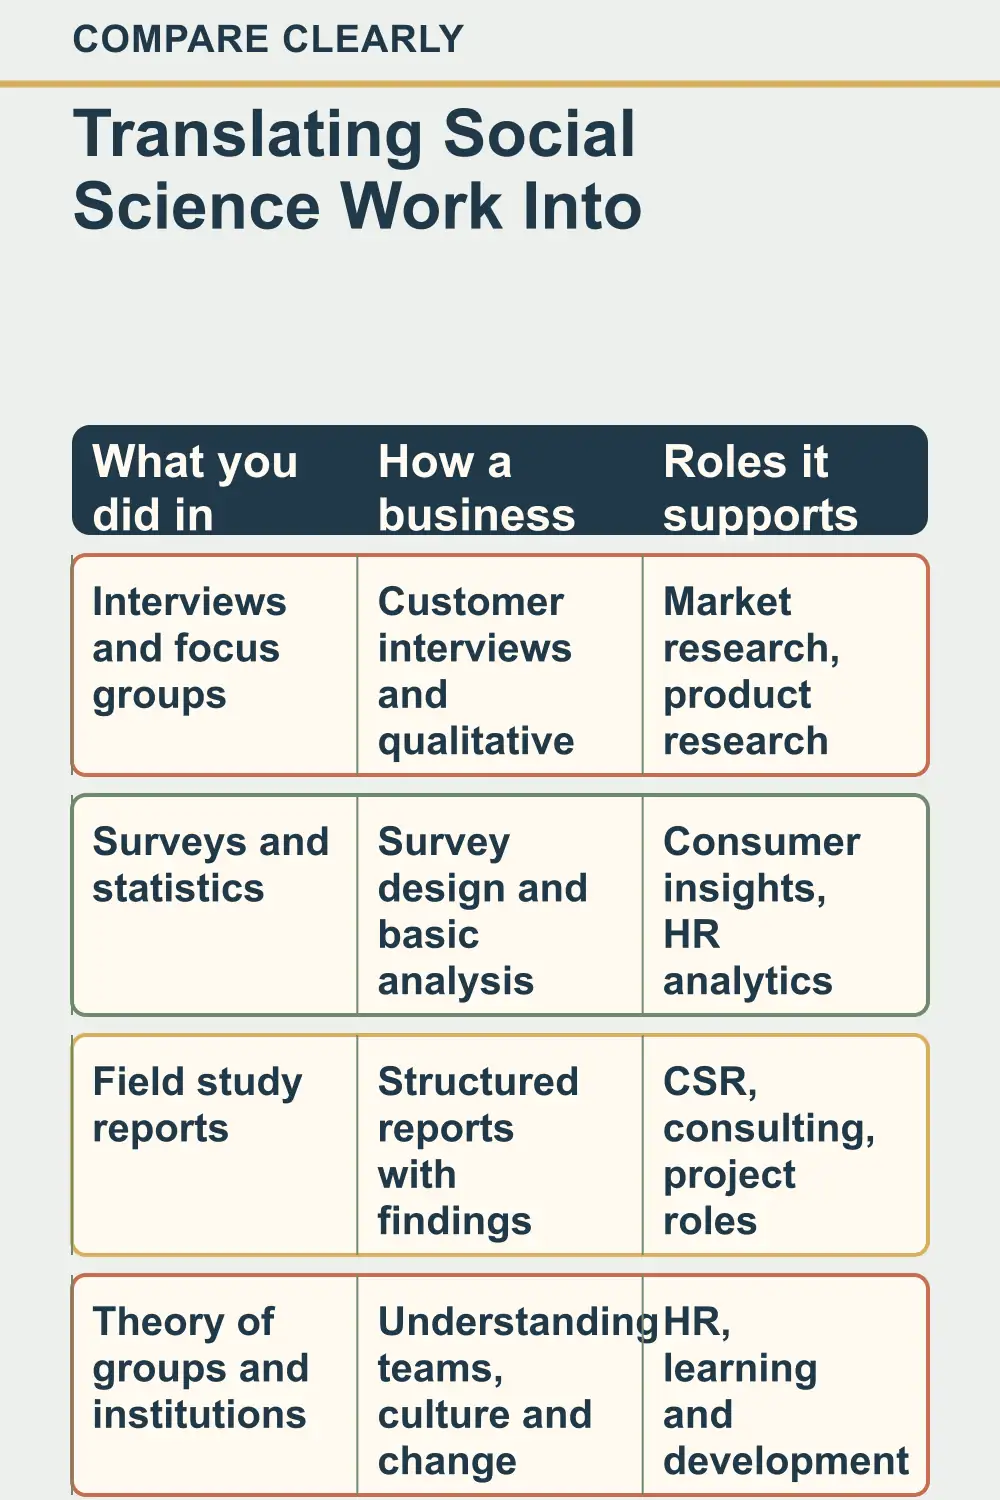 COMPARE CLEARLY
Translating Social
Science Work Into
What you
did in
How a
business
Roles it
supports
Interviews
and focus
groups
Customer
interviews
and
qualitative
Market
research,
product
research
Surveys and
statistics
Survey
design and
basic
analysis
Consumer
insights,
HR
analytics
Field study
reports
Structured
reports
with
findings
CSR,
consulting,
project
roles
Theory of
groups and
institutions
Understanding
teams,
culture and
change
HR,
learning
and
development